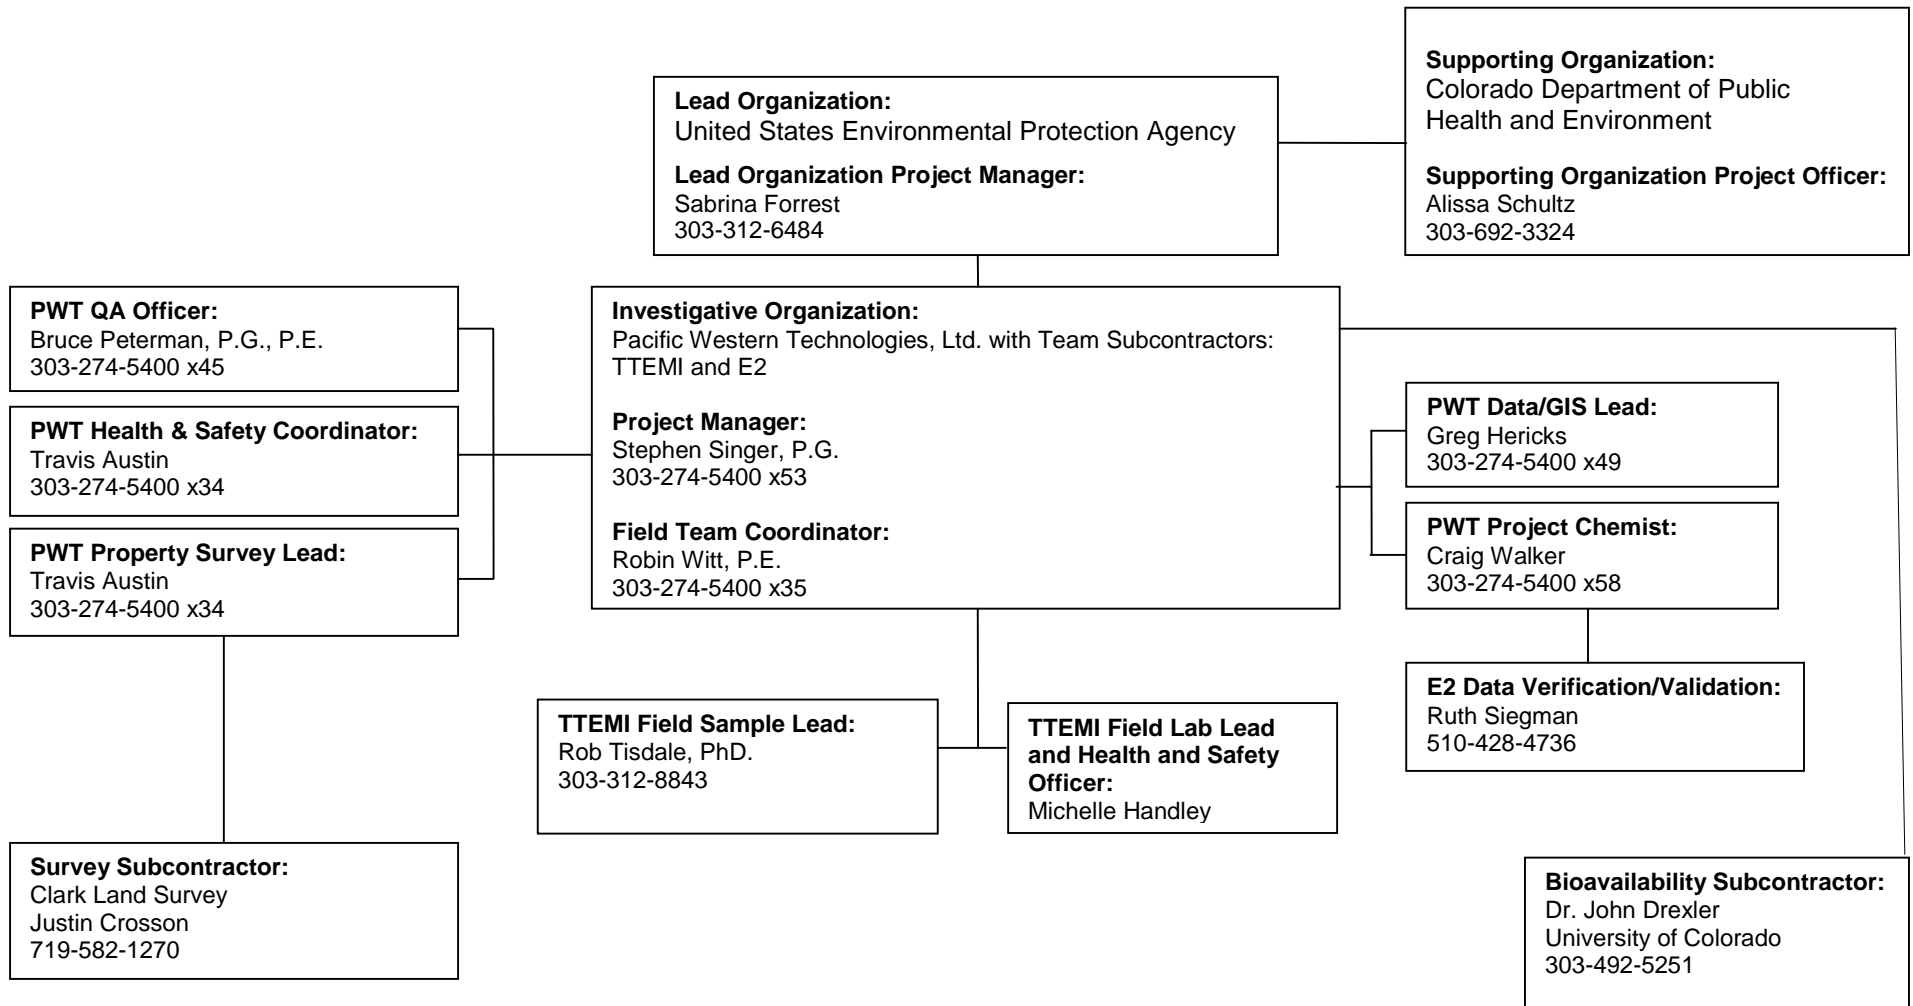 Lead Organization:
United States Environmental Protection Agency
Lead Organization Project Manager:
Sabrina Forrest
303-312-6484
Supporting Organization:
Colorado Department of Public
Health and Environment
Supporting Organization Project Officer:
Alissa Schultz
303-692-3324
PWT QA Officer:
Bruce Peterman, P.G., P.E.
303-274-5400 x45
PWT Health & Safety Coordinator:
Travis Austin
303-274-5400 x34
PWT Property Survey Lead:
Travis Austin
303-274-5400 x34
Investigative Organization:
Pacific Western Technologies, Ltd. with Team Subcontractors:
TTEMI and E2
Project Manager:
Stephen Singer, P.G.
303-274-5400 x53
Field Team Coordinator:
Robin Witt, P.E.
303-274-5400 x35
PWT Data/GIS Lead:
Greg Hericks
303-274-5400 x49
PWT Project Chemist:
Craig Walker
303-274-5400 x58
E2 Data Verification/Validation:
Ruth Siegman
510-428-4736
TTEMI Field Sample Lead:
Rob Tisdale, PhD.
303-312-8843
TTEMI Field Lab Lead
and Health and Safety
Officer:
Michelle Handley
Survey Subcontractor:
Clark Land Survey
Justin Crosson
719-582-1270
Bioavailability Subcontractor:
Dr. John Drexler
University of Colorado
303-492-5251